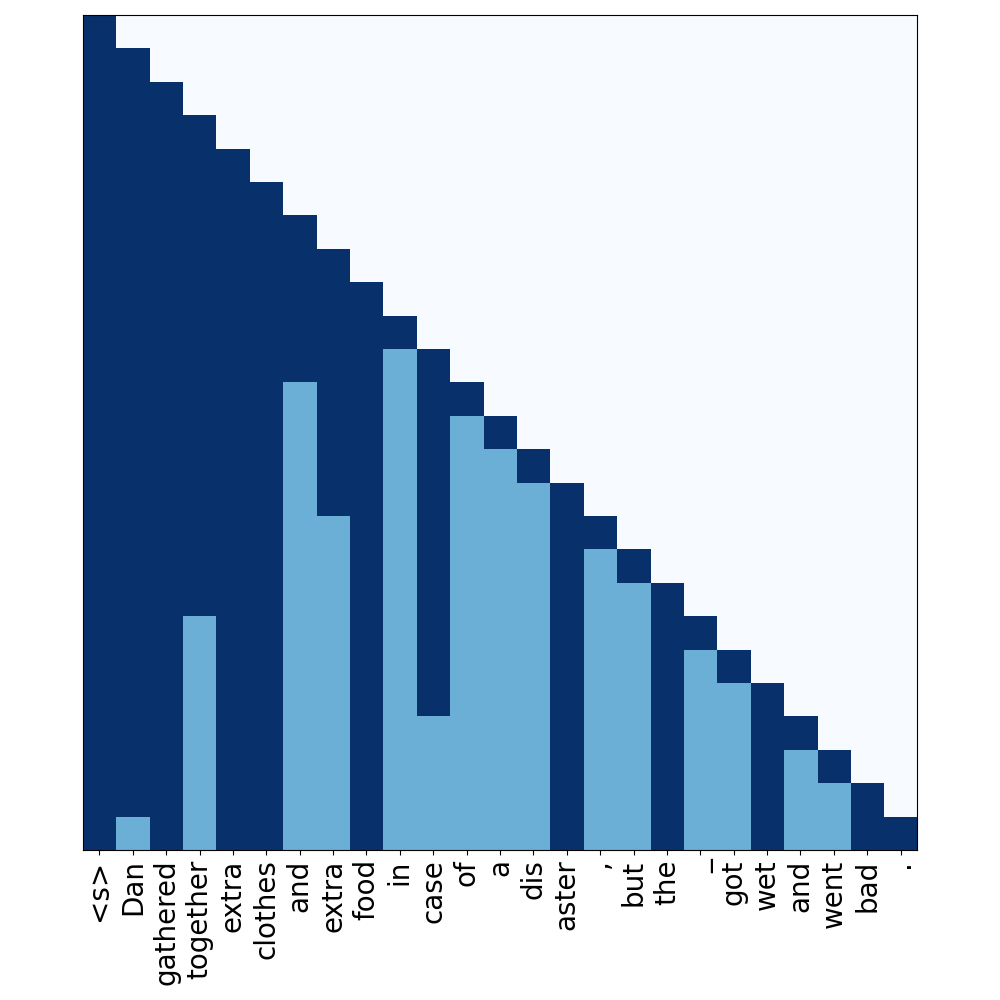 <s>
Dan
gathered
together
extra
clothes
and
extra
food
in
case
of
a
dis
aster
,
but
the
_
got
wet
and
went
bad
.